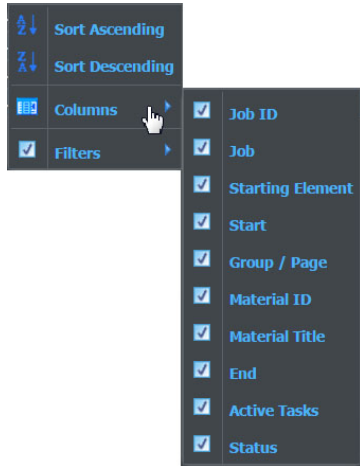 Sort Ascending
Sort Descending
Columns
Filters
Job ID
Job
Starting Element
Start
Group / Page
Material ID
Material Title
End
Active Tasks
Status